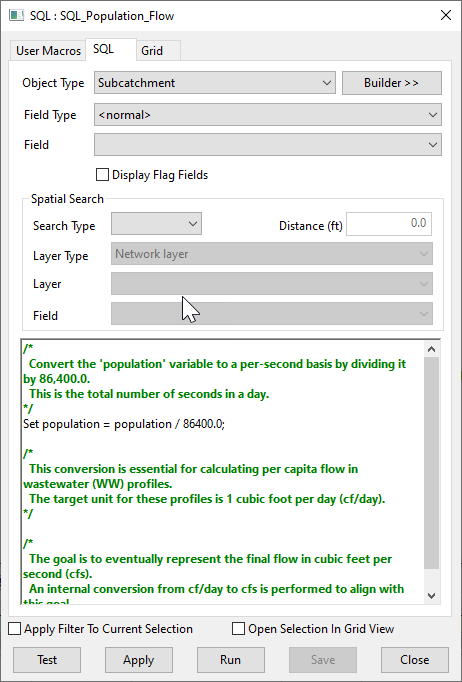 SQL : SQL_Population_Flow
User Macros
SQL
Grid
Object Type
Subcatchment
Builder >>
Field Type
<normal>
Field
Display Flag Fields
Spatial Search
Search Type
Distance (ft)
0.0
Layer Type
Network layer
Layer
Field
/*
Convert the 'population' variable to a per-second basis by dividing it
by 86,400.0.
This is the total number of seconds in a day.
*/
Set population = population / 86400.0;
/*
This conversion is essential for calculating per capita flow in
wastewater (WW) profiles.
The target unit for these profiles is 1 cubic foot per day (cf/day).
*/
/*
The goal is to eventually represent the final flow in cubic feet per
second (cfs).
An internal conversion from cf/day to cfs is performed to align with
this goal
Apply Filter To Current Selection
Open Selection In Grid View
Test
Apply
Run
Save
Close